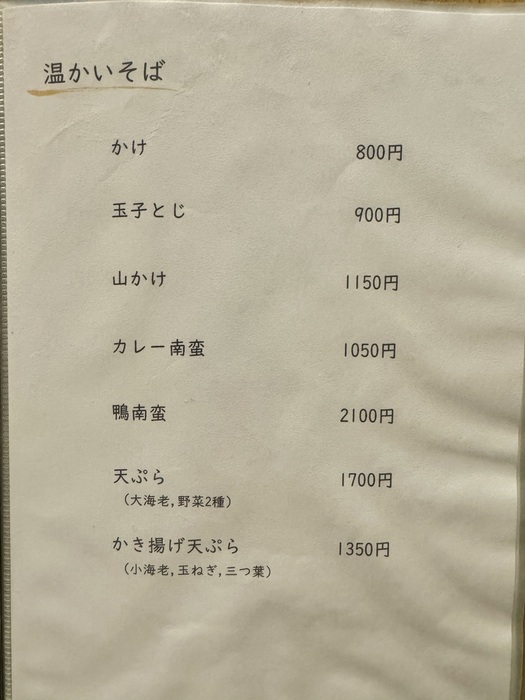 温かいそば
かけ 800円
玉子とじ 900円
山かけ 1150円
カレー南蛮 1050円
鴨南蛮 2100円
天ぷら 1700円
(大海老,野菜2種)
かき揚げ天ぷら 1350円
(小海老,玉ねぎ,三つ葉)